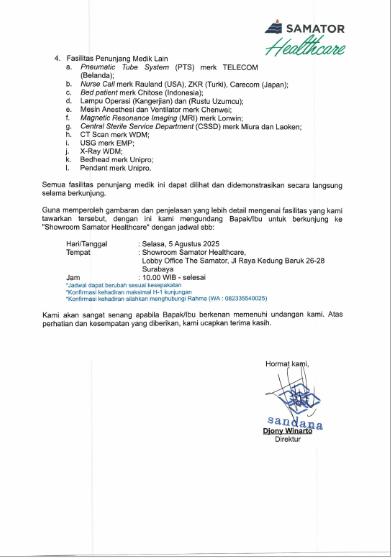 SAMATOR
Healthcare
4. Fasilitas Penunjang Medik Lain
a. Pneumatic Tube System (PTS) merk TELECOM
(Belanda);
b. Nurse Call merk Rauland (USA), ZKR (Turki), Carecom (Japan);
c. Bed patient merk Chitose (Indonesia);
d. Lampu Operasi (Kangerjian) dan (Rustu Uzumcu);
e. Mesin Anesthesi dan Ventilator merk Chenwei;
f. Magnetic Resonance Imaging (MRI) merk Lonwin;
g. Central Sterile Service Department (CSSD) merk Miura dan Laoken;
h. CT Scan merk WDM;
i. USG merk EMP;
j. X-Ray WDM;
k. Bedhead merk Unipro;
l. Pendant merk Unipro.
Semua fasilitas penunjang medik ini dapat dilihat dan didemonstrasikan secara langsung
selama berkunjung.
Guna memperoleh gambaran dan penjelasan yang lebih detail mengenai fasilitas yang kami
tawarkan tersebut, dengan ini kami mengundang Bapak/Ibu untuk berkunjung ke
"Showroom Samator Healthcare" dengan jadwal sbb:
Hari/Tanggal : Selasa, 5 Agustus 2025
Tempat : Showroom Samator Healthcare,
Lobby Office The Samator, Jl Raya Kedung Baruk 26-28
Surabaya
Jam : 10.00 WIB - selesai
*Jadwal dapat berubah sesuai kesepakatan
*Konfirmasi kehadiran maksimal H-1 kunjungan
*Konfirmasi kehadiran silahkan menghubungi Rahma (WA : 082335540025)
Kami akan sangat senang apabila Bapak/Ibu berkenan memenuhi undangan kami. Atas
perhatian dan kesempatan yang diberikan, kami ucapkan terima kasih.
Hormat kami,
sandana
Djony Winarto
Direktur